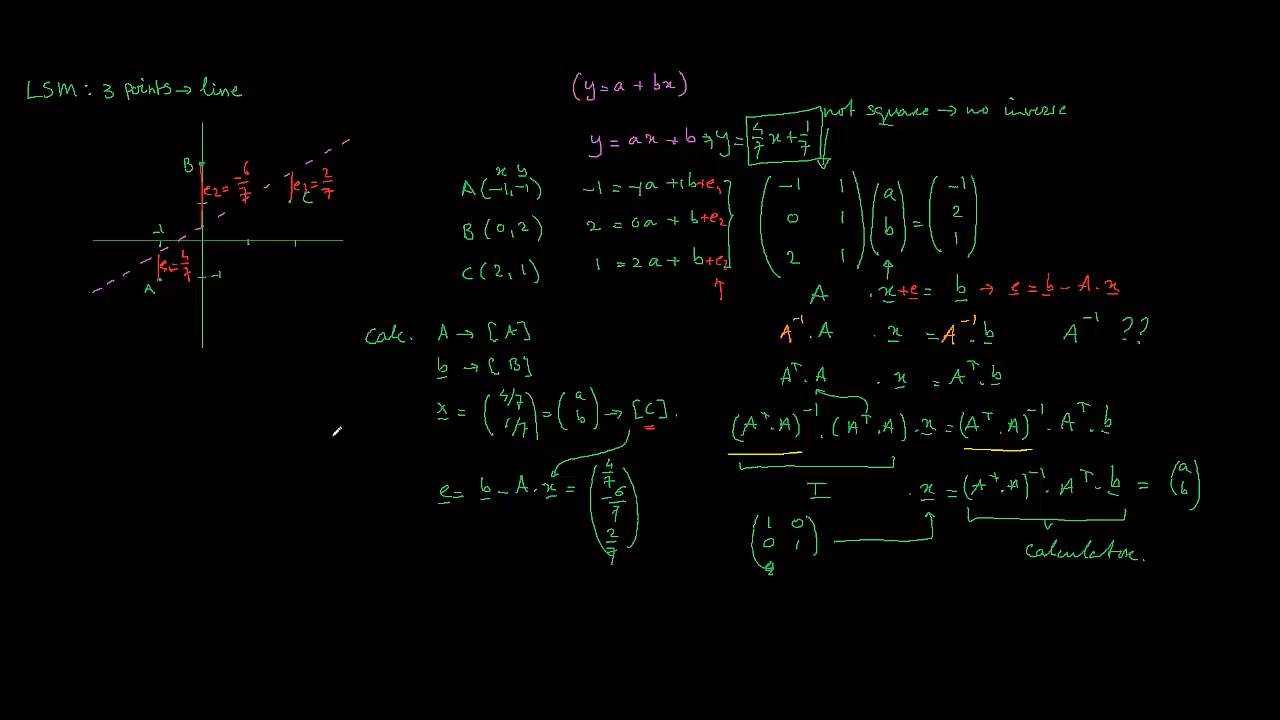 LSM: 3 points → line
(y = a + bx)
not square → no inverse
y = ax + b → y = 4/7 x + 1/7
B
e2 = -6/7
e3 = 2/7
C
-1
e1 = 4/7
A
-1
x y
A(-1,-1) -1 = -1a + 1b + e1
B(0,2) 2 = 0a + b + e2
C(2,1) 1 = 2a + b + e2
( -1 1 ) ( a ) = ( -1 )
( 0 1 ) ( b ) ( 2 )
( 2 1 ) ( 1 )
A . x + e = b → e = b - A.x
Calc. A → [A]
A⁻¹.A . x = A⁻¹.b A⁻¹ ??
b → [B]
Aᵀ.A . x = Aᵀ.b
x = ( 4/7 1/7 ) = ( a b ) → [C].
(Aᵀ.A)⁻¹.(Aᵀ.A).x = (Aᵀ.A)⁻¹.Aᵀ.b
e = b - A.x = ( 4/7 -6/7 2/7 )
I . x = (Aᵀ.A)⁻¹.Aᵀ.b = ( a b )
( 1 0 )
( 0 1 )
calculator.